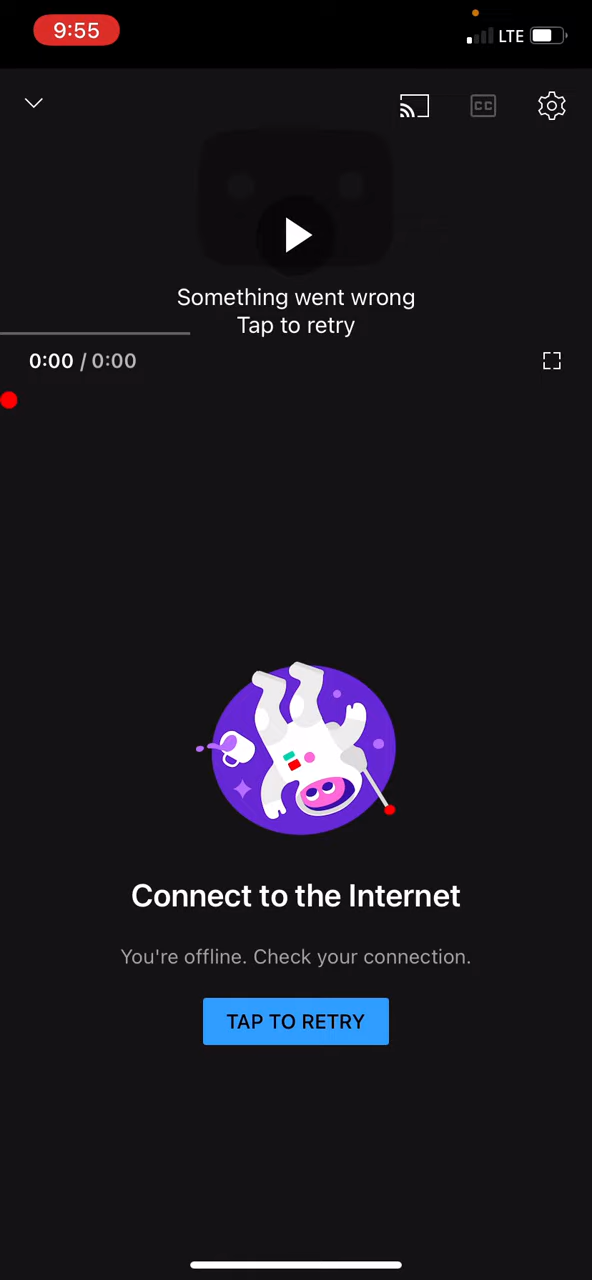 9:55
LTE
CC
Something went wrong
Tap to retry
0:00 / 0:00
Connect to the Internet
You're offline. Check your connection.
TAP TO RETRY